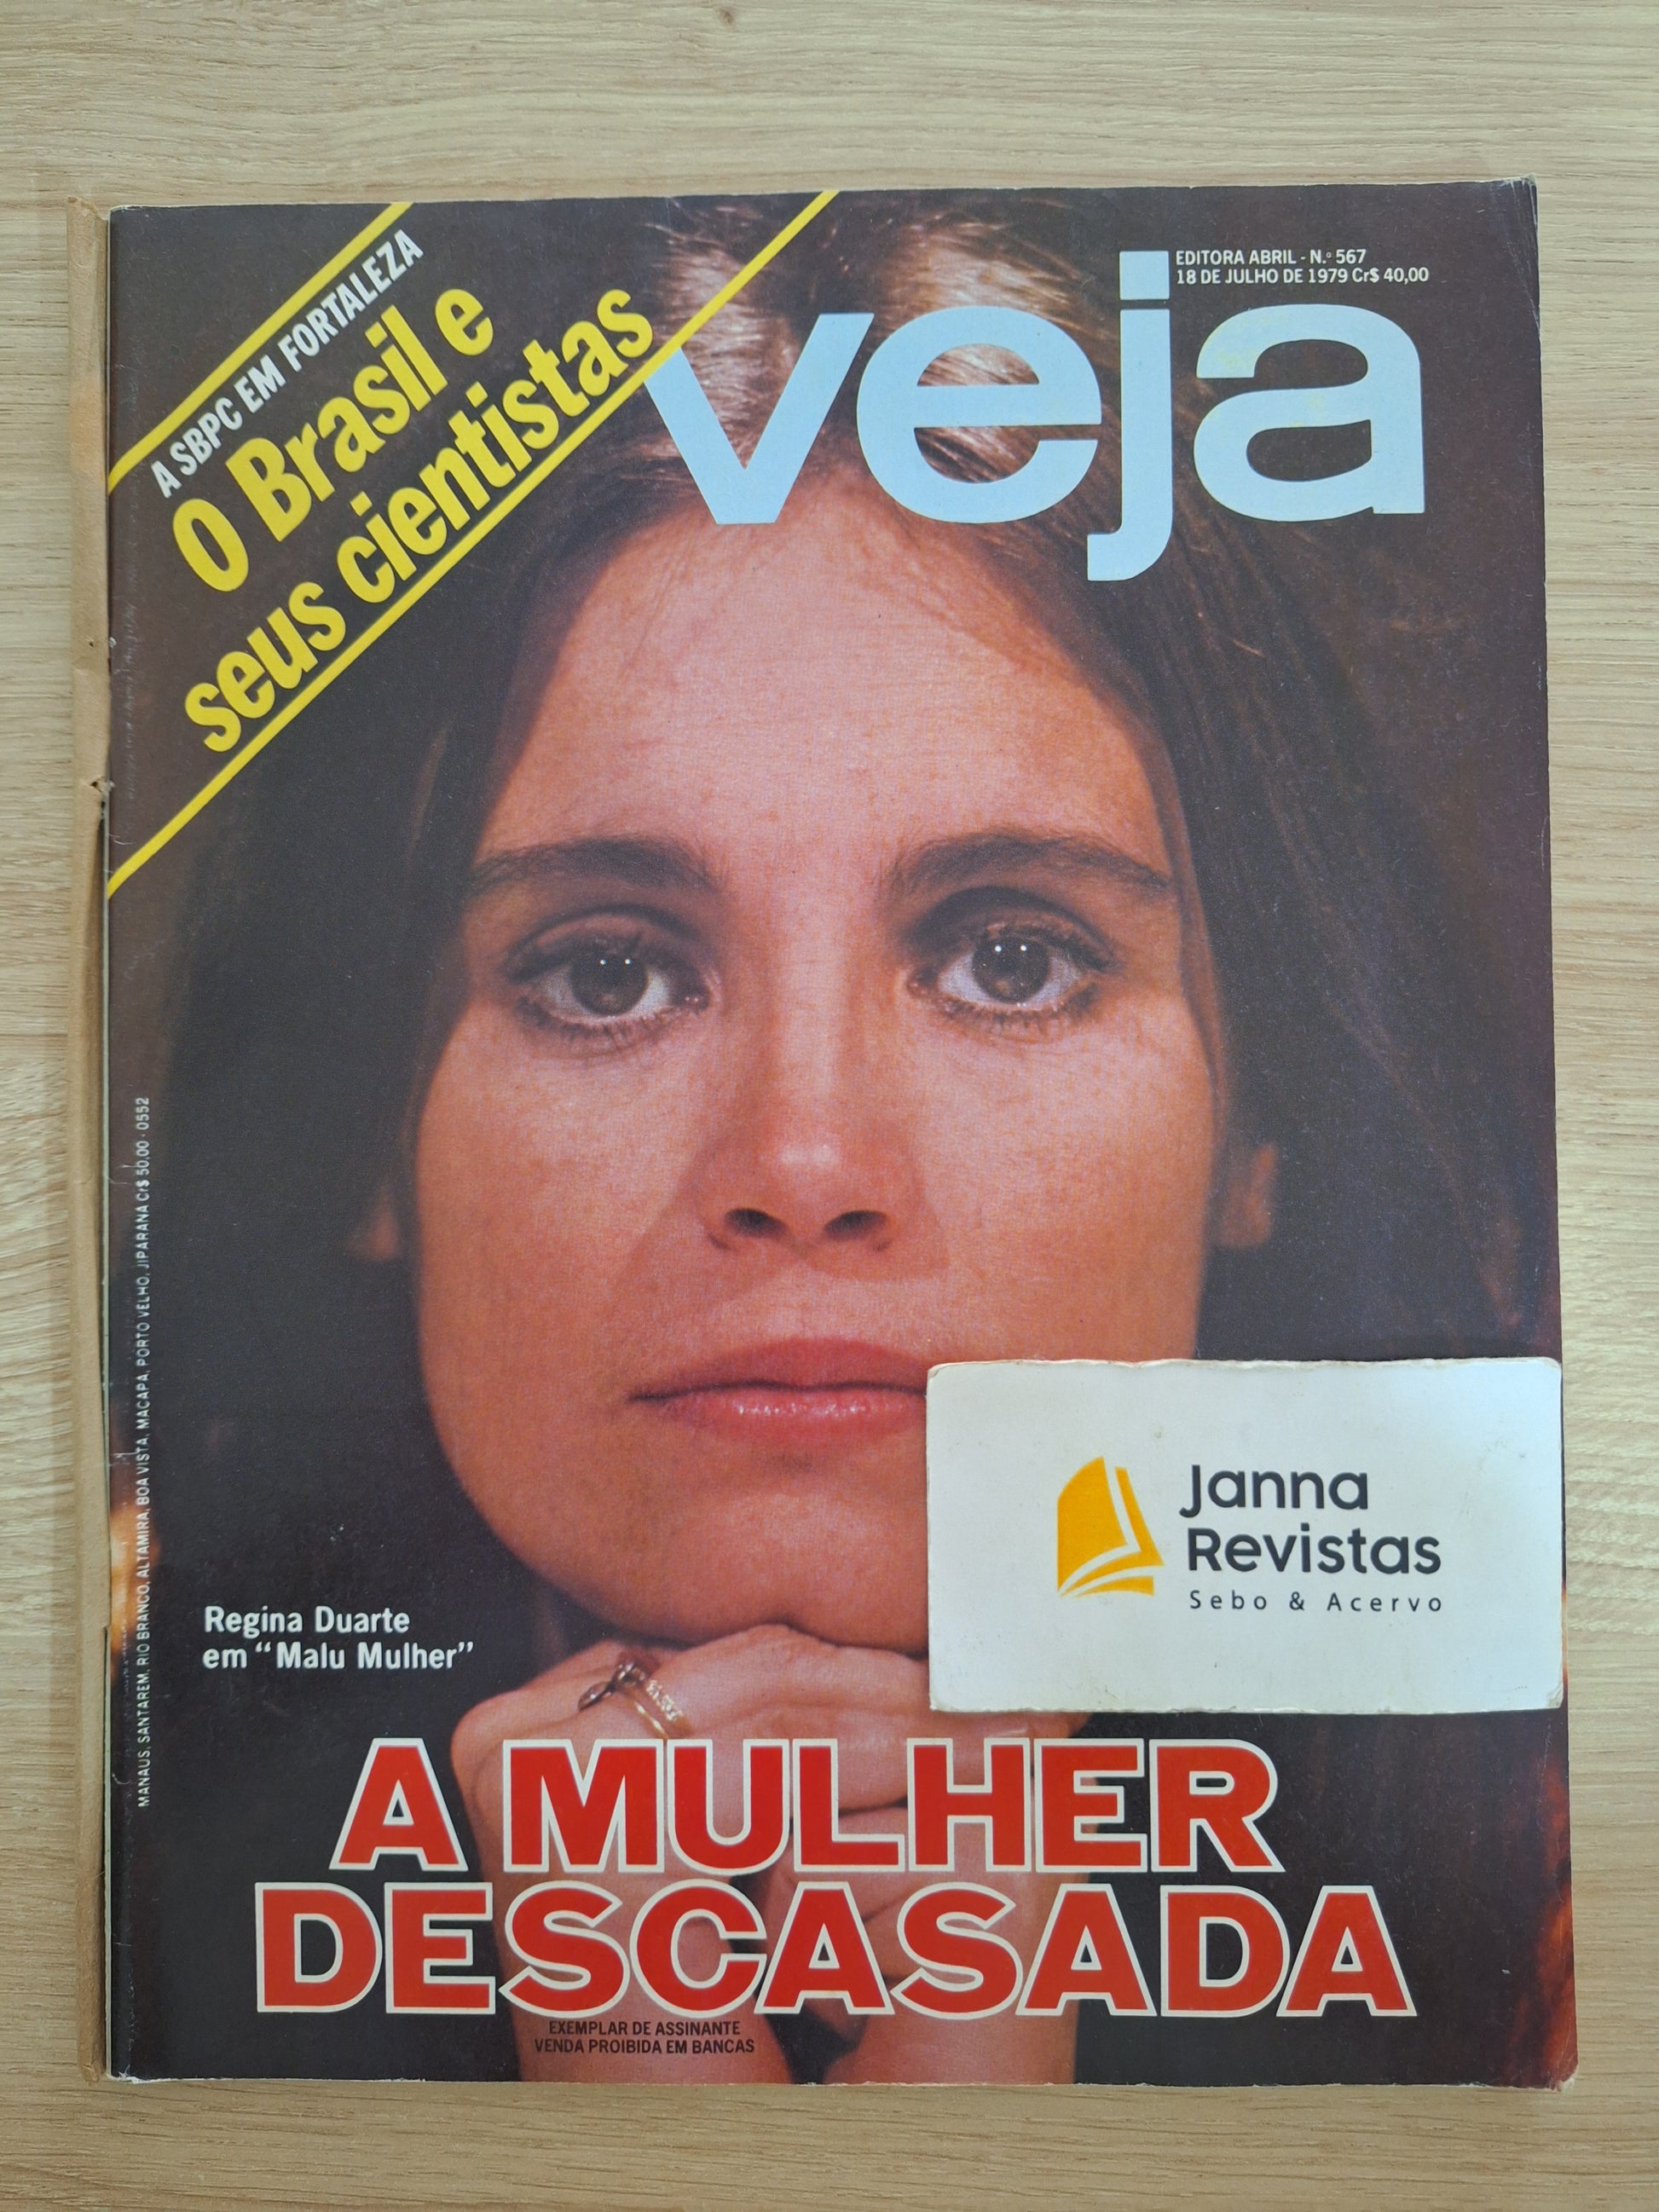 A SBPC EM FORTALEZA
O Brasil e
seus cientistas
EDITORA ABRIL - N.º 567
18 DE JULHO DE 1979 Cr$ 40,00
veja
MANAUS, SANTAREM, RIO BRANCO, ALTAMIRA, BOA VISTA, MACAPA, PORTO VELHO, JIPARANA Cr$ 50,00 - 0552
Janna
Revistas
Sebo & Acervo
Regina Duarte
em "Malu Mulher"
A MULHER
DESCASADA
EXEMPLAR DE ASSINANTE
VENDA PROIBIDA EM BANCAS